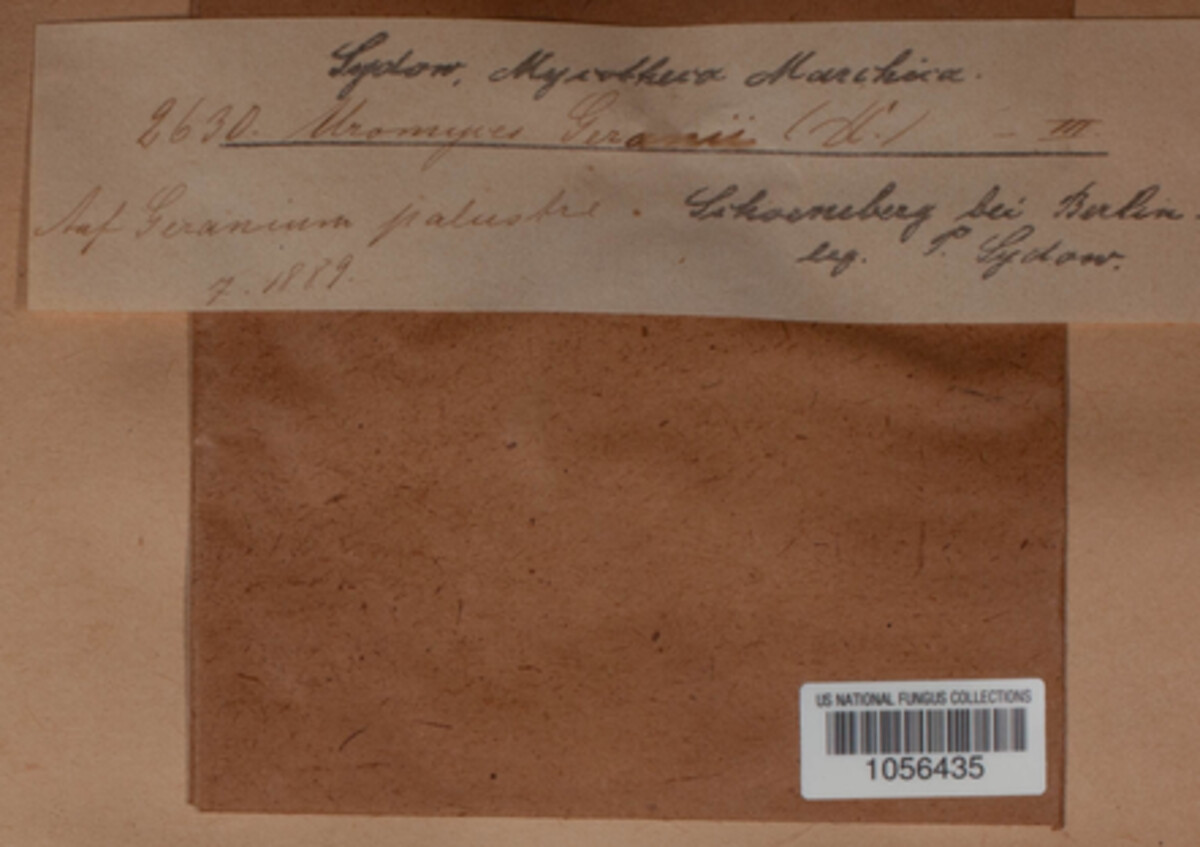 Sydow, Mycotheca Marchica.
2630. Uromyces Geranii ( ) - III
Auf Geranium palustre. Schoeneberg bei Berlin
7. 1889. leg. P. Sydow.
US NATIONAL FUNGUS COLLECTIONS
1056435